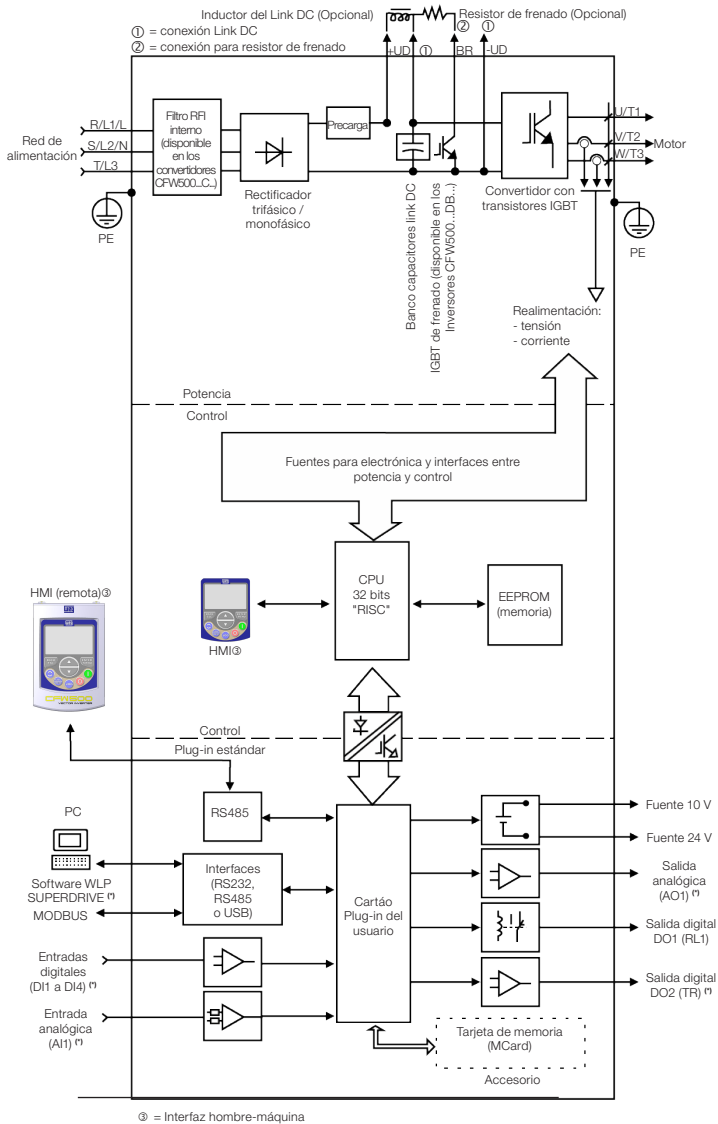 Inductor del Link DC (Opcional)
Resistor de frenado (Opcional)
① = conexión Link DC
② = conexión para resistor de frenado
② ①
+UD ① BR -UD
Red de
alimentación
R/L1/L
S/L2/N
T/L3
PE
Filtro RFI
interno
(disponible
en los
convertidores
CFW500...C...)
Rectificador
trifásico /
monofásico
Precarga
Banco capacitores link DC
IGBT de frenado (disponible en los
Inversores CFW500...DB...)
Convertidor con
transistores IGBT
U/T1
V/T2
W/T3
Motor
PE
Realimentación:
- tensión
- corriente
Potencia
Control
Fuentes para electrónica y interfaces entre
potencia y control
HMI (remota)③
CFW500
VECTOR INVERTER
HMI③
CPU
32 bits
"RISC"
EEPROM
(memoria)
Control
Plug-in estándar
PC
Software WLP
SUPERDRIVE (*)
MODBUS
RS485
Interfaces
(RS232,
RS485
o USB)
Entradas
digitales
(DI1 a DI4) (*)
Entrada
analógica
(AI1) (*)
Cartáo
Plug-in del
usuario
Fuente 10 V
Fuente 24 V
Salida
analógica
(AO1) (*)
Salida digital
DO1 (RL1)
Salida digital
DO2 (TR) (*)
Tarjeta de memoria
(MCard)
Accesorio
③ = Interfaz hombre-máquina